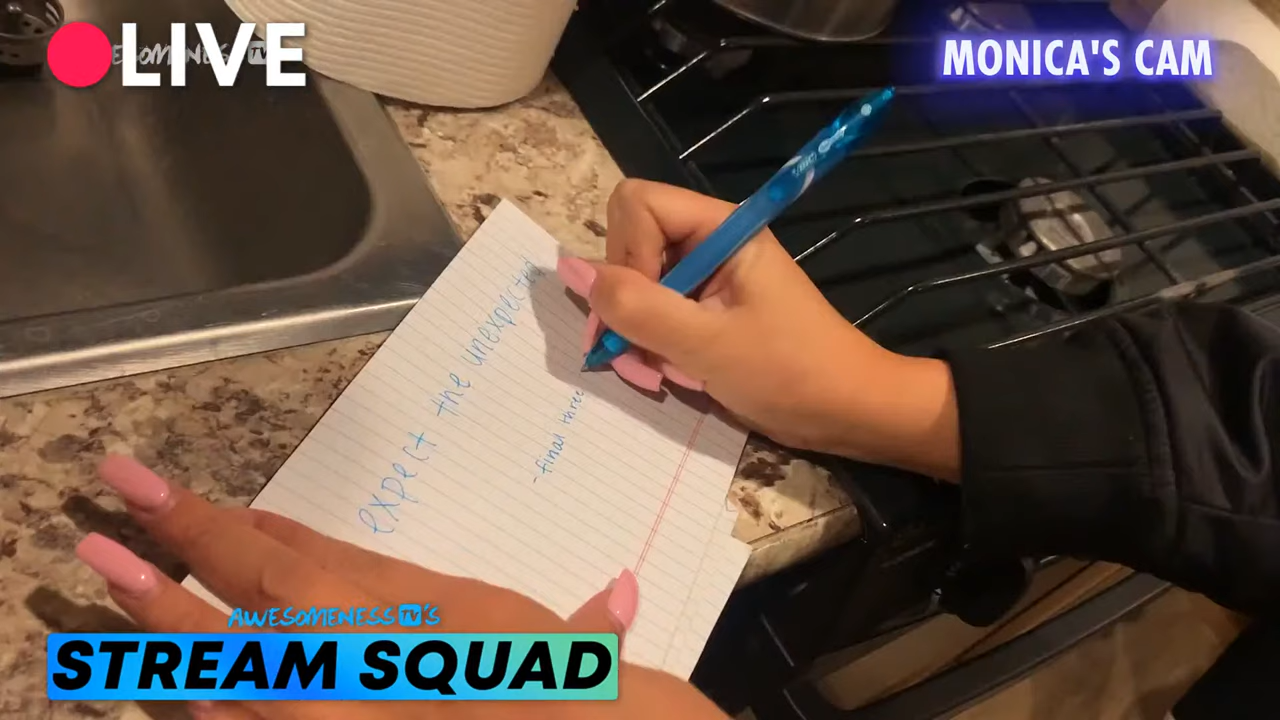 LIVE
MONICA'S CAM
expect the unexpected
-final three
AWESOMENESS TV'S
STREAM SQUAD